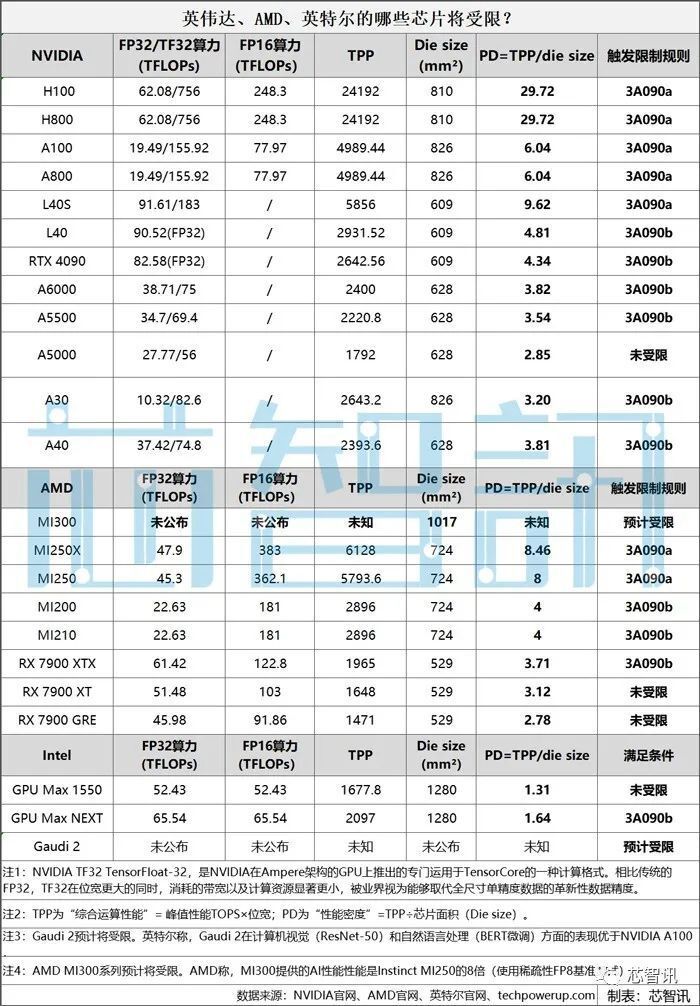 英伟达、AMD、英特尔的哪些芯片将受限？
NVIDIA FP32/TF32算力 (TFLOPs) FP16算力 (TFLOPs) TPP Die size (mm²) PD=TPP/die size 触发限制规则
H100 62.08/756 248.3 24192 810 29.72 3A090a
H800 62.08/756 248.3 24192 810 29.72 3A090a
A100 19.49/155.92 77.97 4989.44 826 6.04 3A090a
A800 19.49/155.92 77.97 4989.44 826 6.04 3A090a
L40S 91.61/183 / 5856 609 9.62 3A090a
L40 90.52(FP32) / 2931.52 609 4.81 3A090b
RTX 4090 82.58(FP32) / 2642.56 609 4.34 3A090b
A6000 38.71/75 / 2400 628 3.82 3A090b
A5500 34.7/69.4 / 2220.8 628 3.54 3A090b
A5000 27.77/56 / 1792 628 2.85 未受限
A30 10.32/82.6 / 2643.2 826 3.20 3A090b
A40 37.42/74.8 / 2393.6 628 3.81 3A090b
芯智訊
AMD FP32算力 (TFLOPs) FP16算力 (TFLOPs) TPP Die size (mm²) PD=TPP/die size 触发限制规则
MI300 未公布 未公布 未知 1017 未知 预计受限
MI250X 47.9 383 6128 724 8.46 3A090a
MI250 45.3 362.1 5793.6 724 8 3A090a
MI200 22.63 181 2896 724 4 3A090b
MI210 22.63 181 2896 724 4 3A090b
RX 7900 XTX 61.42 122.8 1965 529 3.71 3A090b
RX 7900 XT 51.48 103 1648 529 3.12 未受限
RX 7900 GRE 45.98 91.86 1471 529 2.78 未受限
Intel FP32算力 (TFLOPs) FP16算力 (TFLOPs) TPP Die size (mm²) PD=TPP/die size 满足条件
GPU Max 1550 52.43 52.43 1677.8 1280 1.31 未受限
GPU Max NEXT 65.54 65.54 2097 1280 1.64 3A090b
Gaudi 2 未公布 未公布 未知 未公布 未知 预计受限
注1：NVIDIA TF32 TensorFloat-32，是NVIDIA在Ampere架构的GPU上推出的专门运用于TensorCore的一种计算格式。相比传统的
FP32，TF32在位宽更大的同时，消耗的带宽以及计算资源显著更小，被业界视为能够取代全尺寸单精度数据的革新性数据精度。
注2：TPP为“综合运算性能”= 峰值性能TOPS×位宽；PD为“性能密度”=TPP÷芯片面积（Die size）。
注3：Gaudi 2预计将受限。英特尔称，Gaudi 2在计算机视觉（ResNet-50）和自然语言处理（BERT微调）方面的表现优于NVIDIA A100
.
注4：AMD MI300系列预计将受限。AMD称，MI300提供的AI性能性能是Instinct MI250的8倍（使用稀疏性FP8基准
数据来源：NVIDIA官网、AMD官网、英特尔官网、techpowerup.com 制表：芯智讯
芯智讯